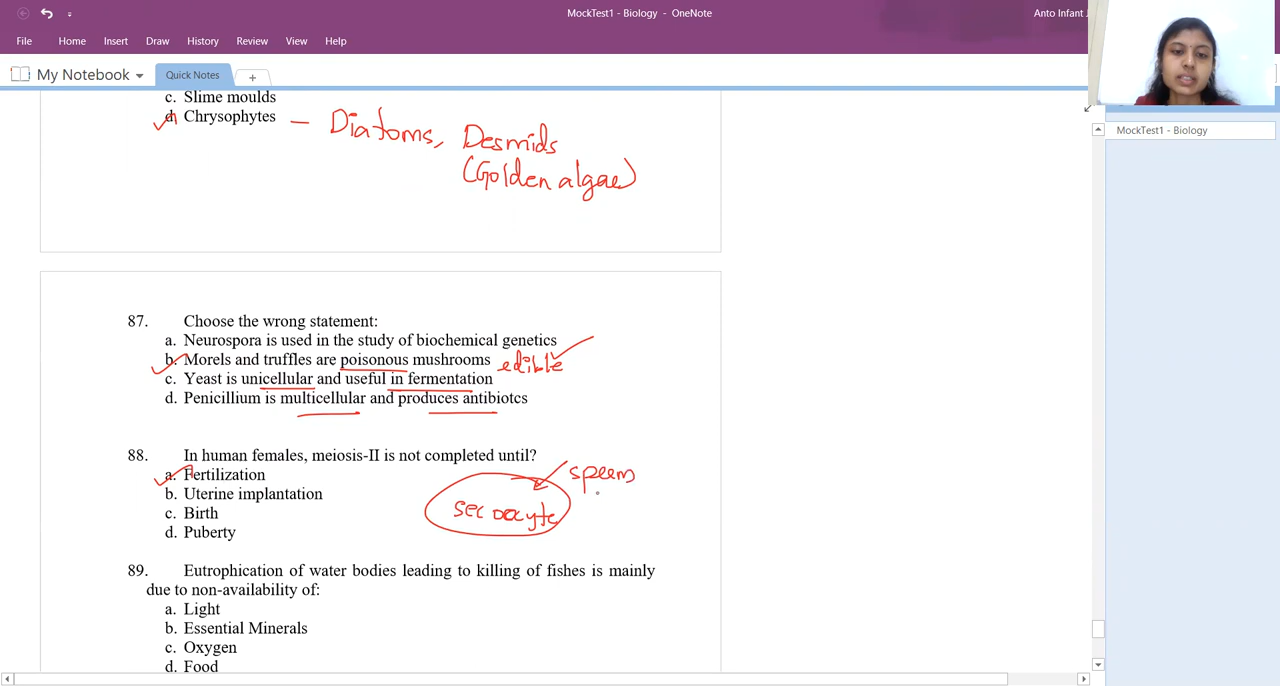 MockTest1 - Biology - OneNote
Anto Infant J
File Home Insert Draw History Review View Help
My Notebook Quick Notes +
MockTest1 - Biology
c. Slime moulds
d. Chrysophytes – Diatoms, Desmids
(Golden algae)
87. Choose the wrong statement:
a. Neurospora is used in the study of biochemical genetics
b. Morels and truffles are poisonous mushrooms edible
c. Yeast is unicellular and useful in fermentation
d. Penicillium is multicellular and produces antibiotcs
88. In human females, meiosis-II is not completed until?
a. Fertilization sperm
b. Uterine implantation
c. Birth sec oocyte
d. Puberty
89. Eutrophication of water bodies leading to killing of fishes is mainly
due to non-availability of:
a. Light
b. Essential Minerals
c. Oxygen
d. Food